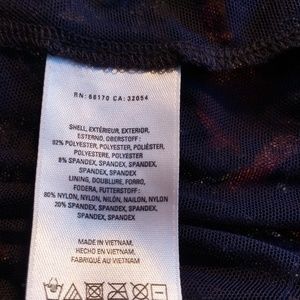 RN: 66170 CA: 32054
SHELL, EXTÉRIEUR, EXTERIOR,
ESTERNO, OBERSTOFF:
92% POLYESTER, POLYESTER, POLIÉSTER,
POLYESTERE, POLYESTER
8% SPANDEX, SPANDEX, SPANDEX,
SPANDEX, SPANDEX
LINING, DOUBLURE, FORRO,
FODERA, FUTTERSTOFF:
80% NYLON, NYLON, NILÓN, NAILON, NYLON
20% SPANDEX, SPANDEX, SPANDEX,
SPANDEX, SPANDEX
MADE IN VIETNAM,
HECHO EN VIETNAM,
FABRIQUÉ AU VIETNAM